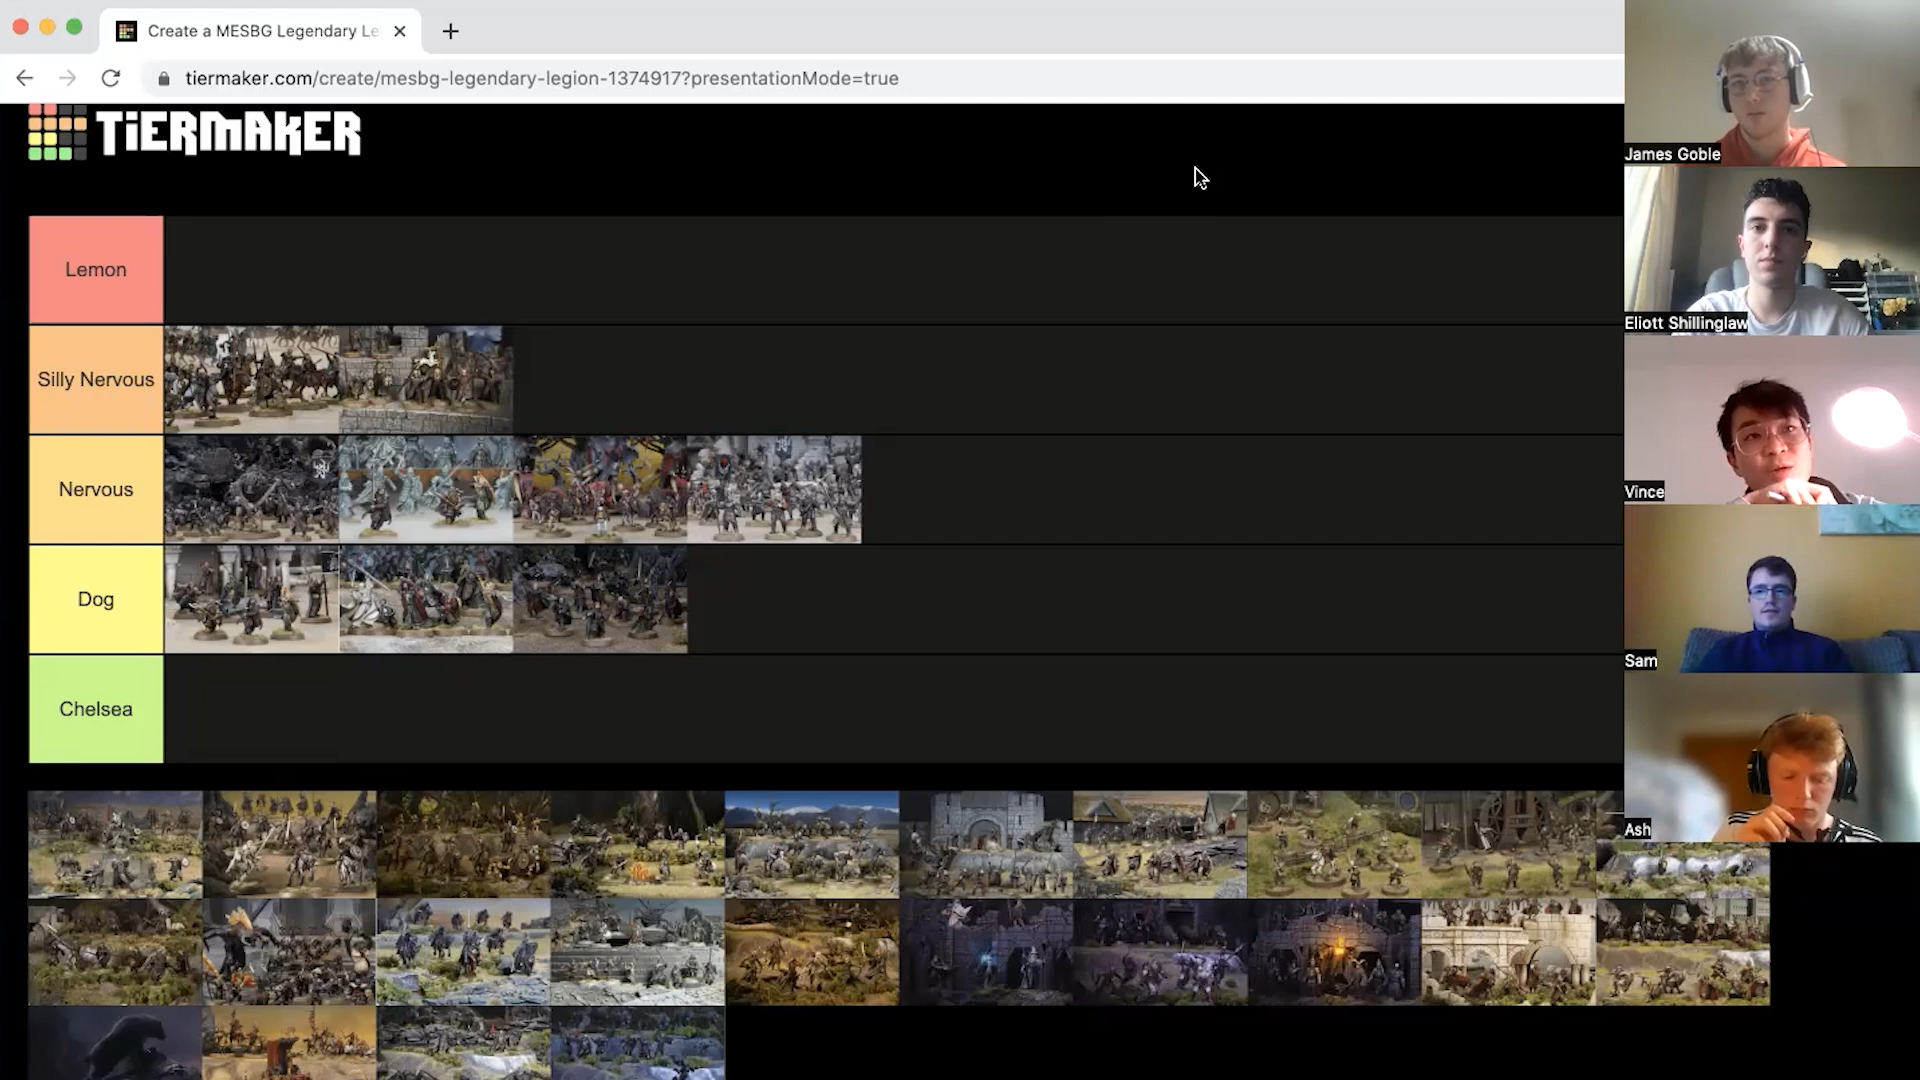 Create a MESBG Legendary Le
tiermaker.com/create/mesbg-legendary-legion-1374917?presentationMode=true
TiERMAKER
Lemon
Silly Nervous
Nervous
Dog
Chelsea
James Goble
Eliott Shillinglaw
Vince
Sam
Ash